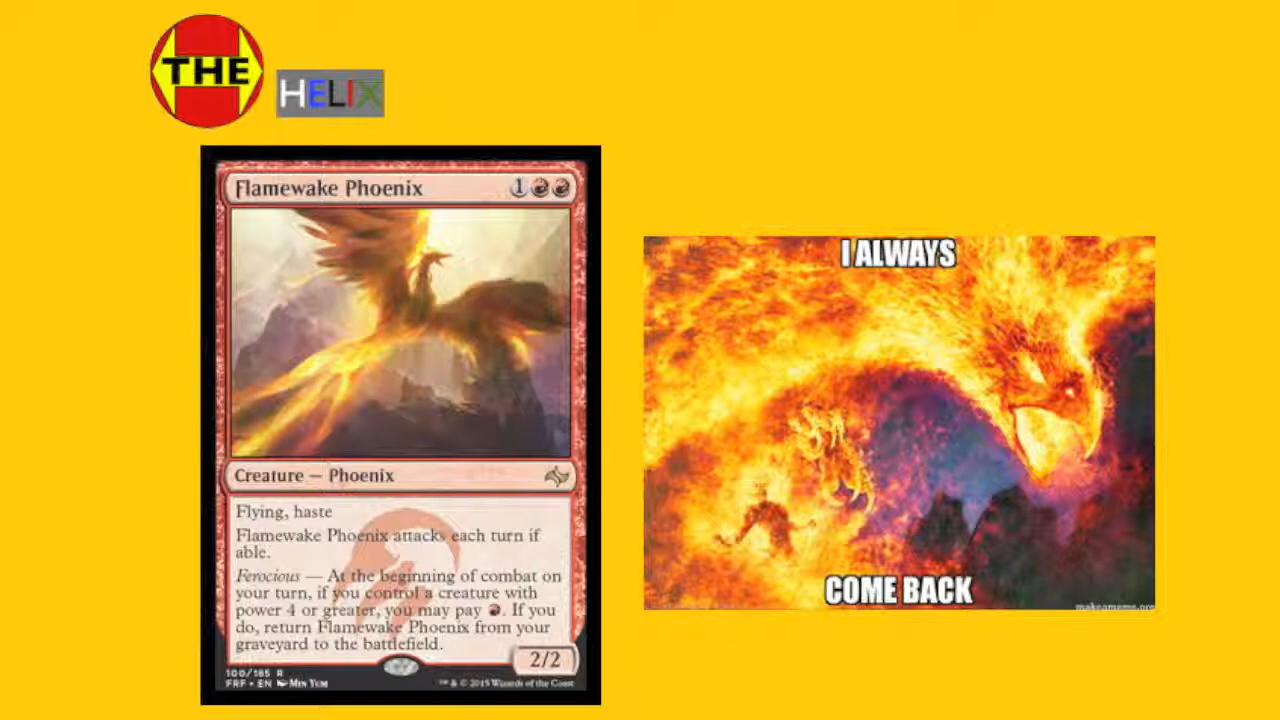 THE
HELIX
Flamewake Phoenix 1
Creature — Phoenix
Flying, haste
Flamewake Phoenix attacks each turn if
able.
Ferocious — At the beginning of combat on
your turn, if you control a creature with
power 4 or greater, you may pay . If you
do, return Flamewake Phoenix from your
graveyard to the battlefield.
2/2
100/185 R
FRF • EN Min Yum
™ & © 2015 Wizards of the Coast
I ALWAYS
COME BACK
makeameme.org